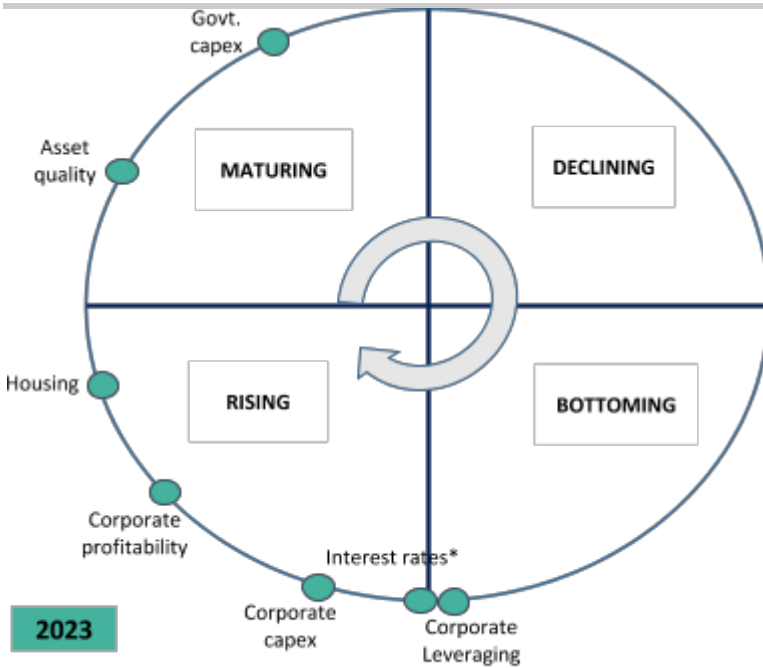 Govt.
capex
Asset
quality
MATURING
DECLINING
Housing
RISING
BOTTOMING
Corporate
profitability
Interest rates*
Corporate
capex
Corporate
Leveraging
2023